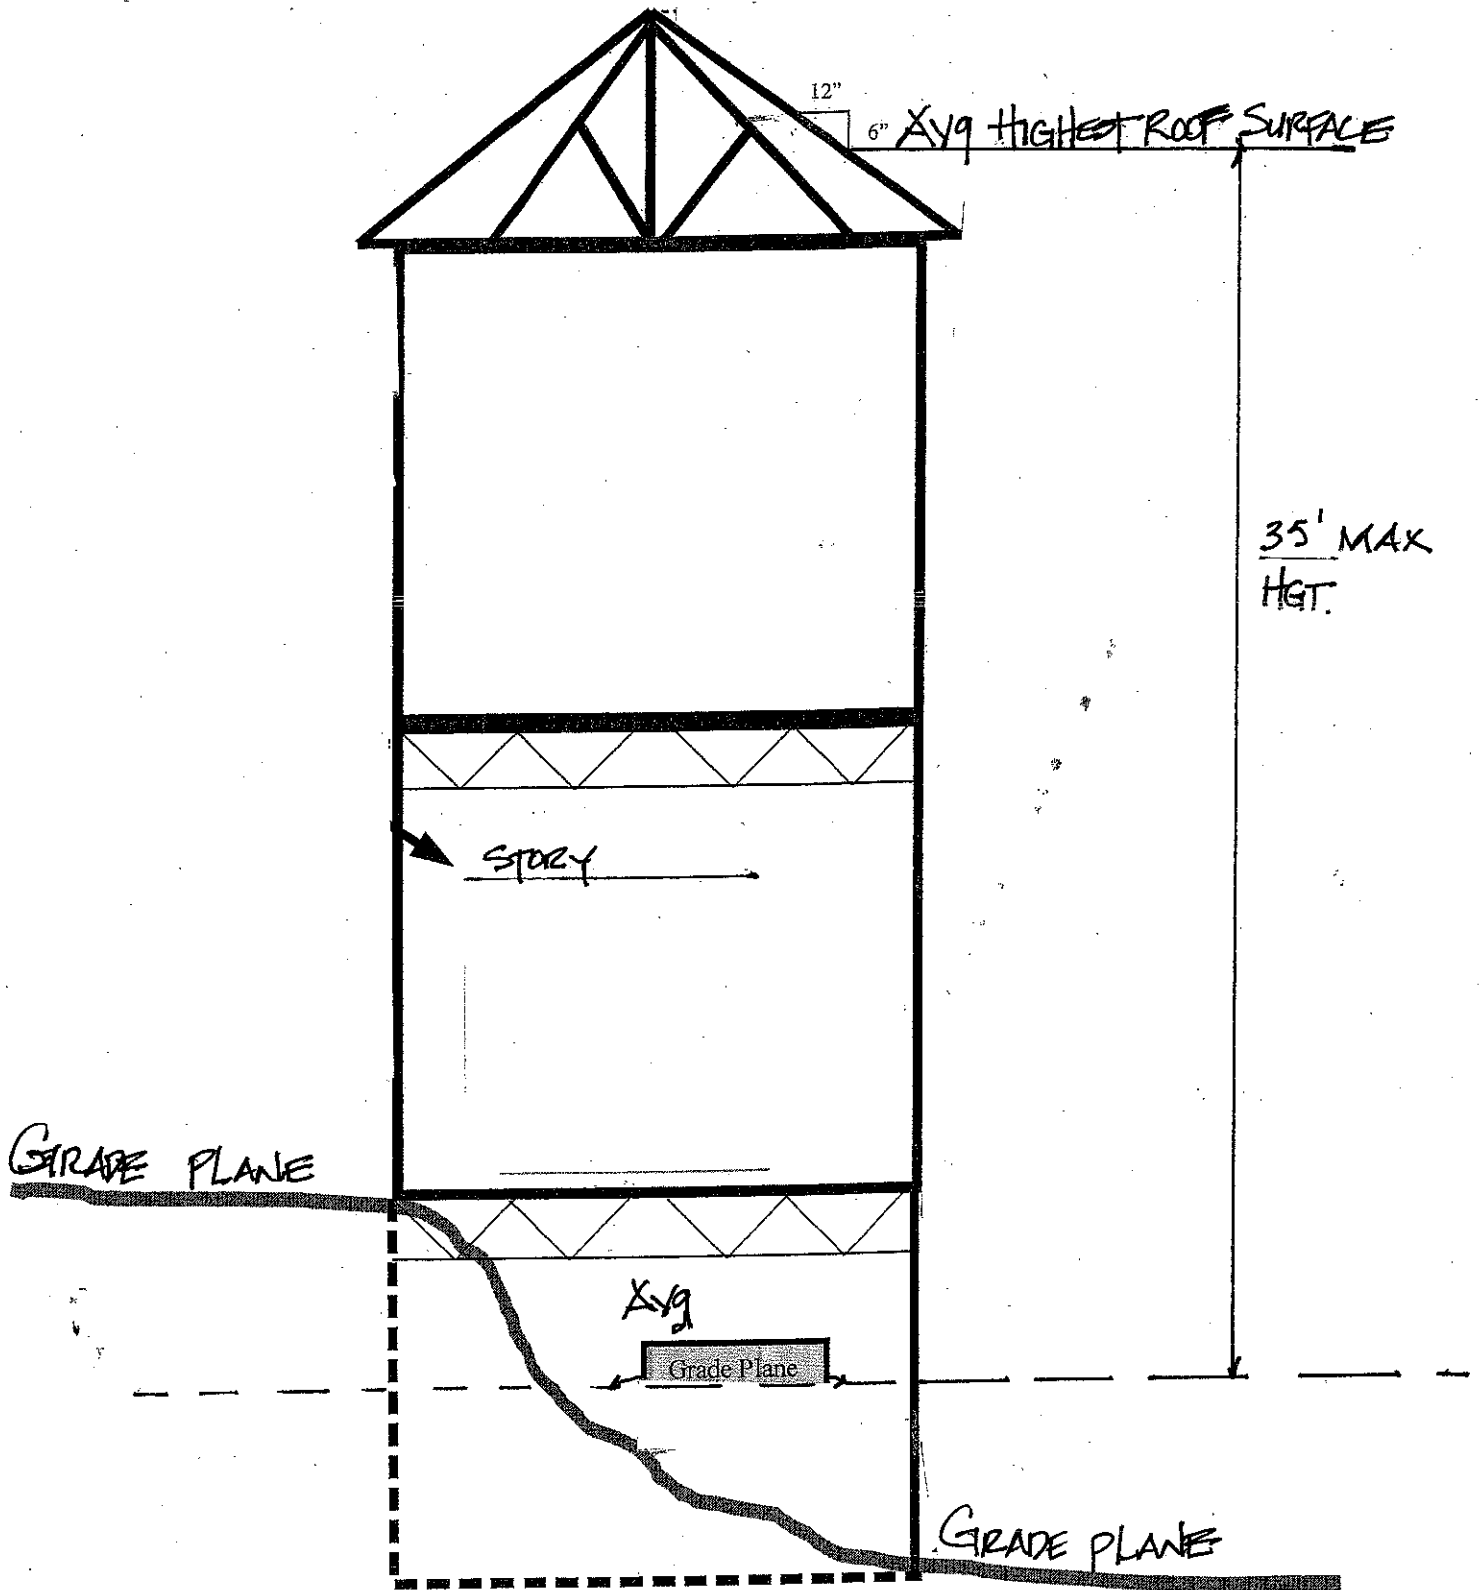 12”
6” Avg HIGHEST ROOF SURFACE
35' MAX
HGT.
STORY
GRADE PLANE
Avg
Grade Plane
GRADE PLANE